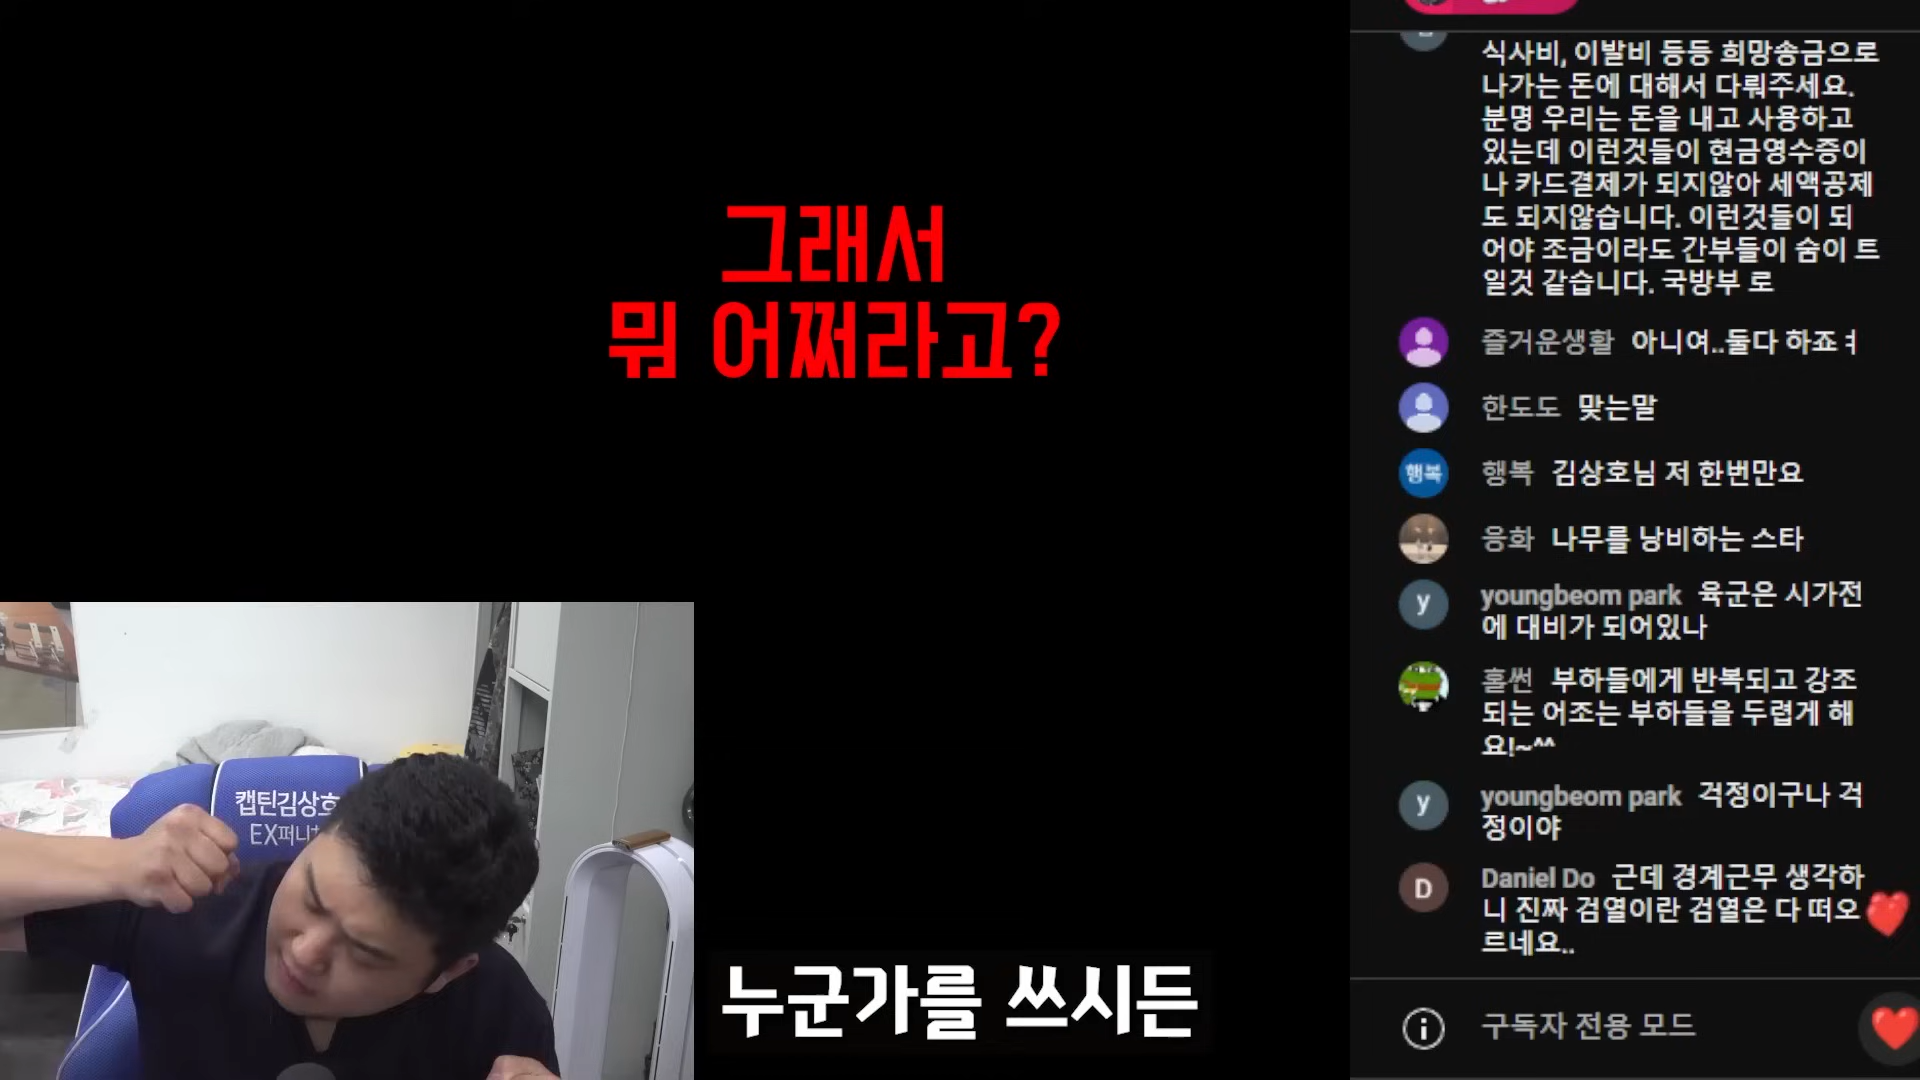 그래서
뭐 어쩌라고?
캡틴김상호
EX퍼니
누군가를 쓰시든
식사비, 이발비 등등 희망송금으로
나가는 돈에 대해서 다뤄주세요.
분명 우리는 돈을 내고 사용하고
있는데 이런것들이 현금영수증이
나 카드결제가 되지않아 세액공제
도 되지않습니다. 이런것들이 되
어야 조금이라도 간부들이 숨이 트
일것 같습니다. 국방부 로
즐거운생활 아니여..둘다 하죠ㅕ
한도도 맞는말
행복
행복 김상호님 저 한번만요
응화 나무를 낭비하는 스타
y
youngbeom park 육군은 시가전
에 대비가 되어있나
홀썬 부하들에게 반복되고 강조
되는 어조는 부하들을 두렵게 해
요!~^^
y
youngbeom park 걱정이구나 걱
정이야
D
Daniel Do 근데 경계근무 생각하
니 진짜 검열이란 검열은 다 떠오
르네요..
구독자 전용 모드